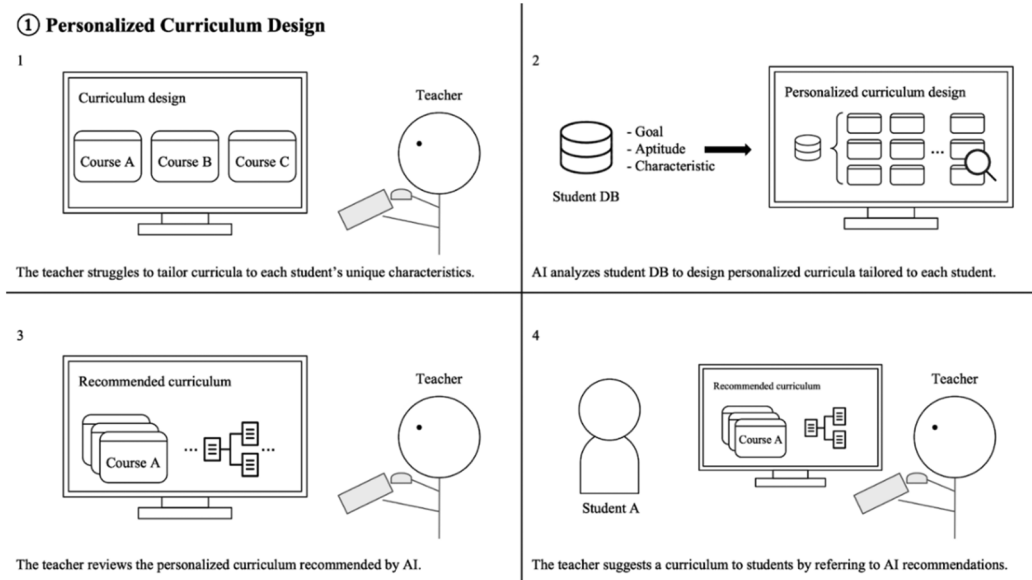 ① Personalized Curriculum Design
1
Curriculum design
Course A Course B Course C
Teacher
The teacher struggles to tailor curricula to each student's unique characteristics.
2
Student DB
- Goal
- Aptitude
- Characteristic
Personalized curriculum design
...
AI analyzes student DB to design personalized curricula tailored to each student.
3
Recommended curriculum
Course A
... ...
Teacher
The teacher reviews the personalized curriculum recommended by AI.
4
Student A
Recommended curriculum
Course A
Teacher
The teacher suggests a curriculum to students by referring to AI recommendations.